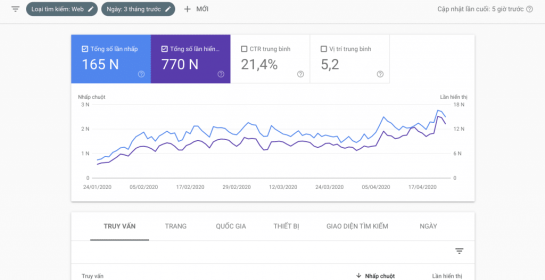 Loại tìm kiếm: Web
Ngày: 3 tháng trước
+ MỚI
Cập nhật lần cuối: 5 giờ trước
Tổng số lần nhấp
165 N
Tổng số lần hiển...
770 N
CTR trung bình
21,4%
Vị trí trung bình
5,2
Nhấp chuột
Lần hiển thị
3 N
2 N
1 N
0
18 N
12 N
6 N
0
24/01/2020
05/02/2020
17/02/2020
29/02/2020
12/03/2020
24/03/2020
05/04/2020
17/04/2020
TRUY VẤN
TRANG
QUỐC GIA
THIẾT BỊ
GIAO DIỆN TÌM KIẾM
NGÀY
Truy vấn
Nhấp chuột
Lần hiển thị